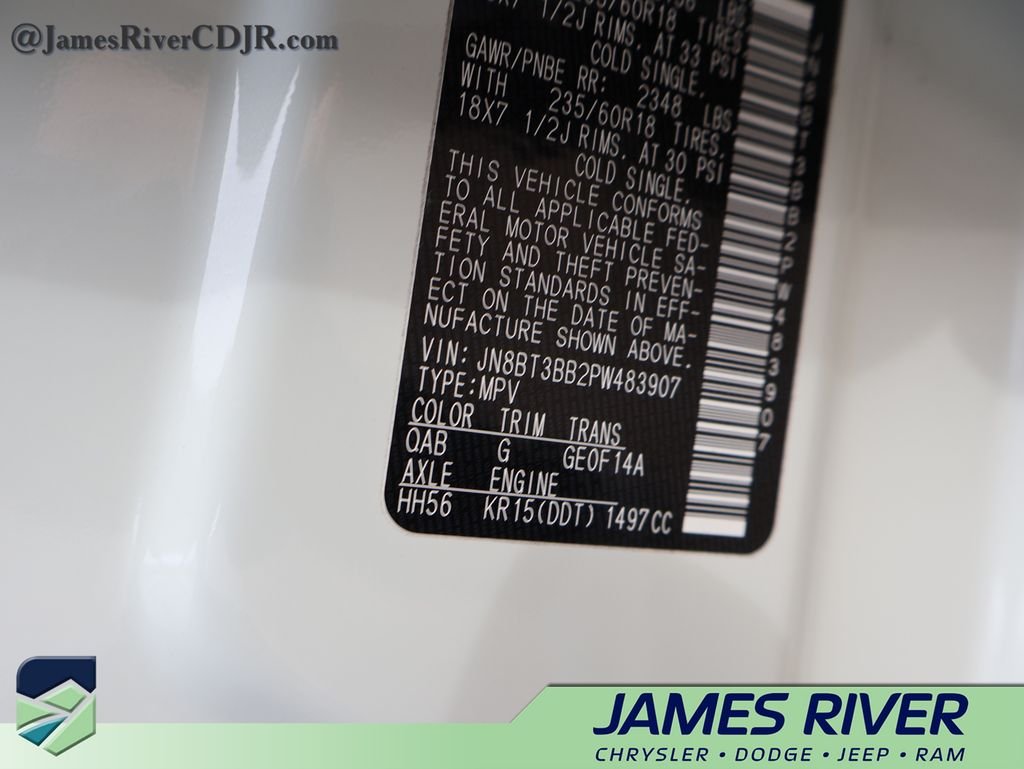 @JamesRiverCDJR.com
LBS
235/60R18 TIRES,
1/2J RIMS, AT 33 PSI
COLD SINGLE.
GAWR/PNBE RR: 2348 LBS
WITH 235/60R18 TIRES,
18X7 1/2J RIMS, AT 30 PSI
COLD SINGLE.
THIS VEHICLE CONFORMS
TO ALL APPLICABLE FED-
ERAL MOTOR VEHICLE SA-
FETY AND THEFT PREVEN-
TION STANDARDS IN EFF-
ECT ON THE DATE OF MA-
NUFACTURE SHOWN ABOVE.
VIN: JN8BT3BB2PW483907
TYPE:MPV
COLOR TRIM TRANS
QAB G GE0F14A
AXLE ENGINE
HH56 KR15(DDT) 1497CC
JAMES RIVER
CHRYSLER • DODGE • JEEP • RAM